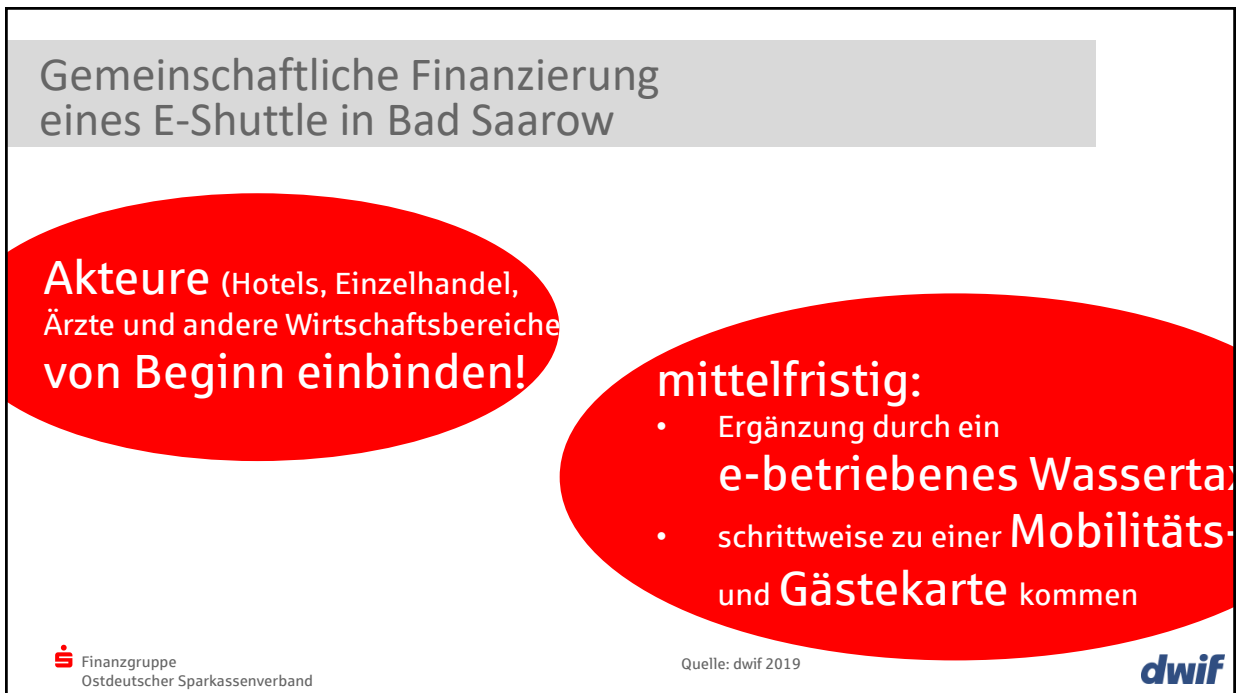 Gemeinschaftliche Finanzierung
eines E-Shuttle in Bad Saarow
Akteure (Hotels, Einzelhandel,
Ärzte und andere Wirtschaftsbereiche
von Beginn einbinden!
mittelfristig:
• Ergänzung durch ein
e-betriebenes Wasserta
• schrittweise zu einer Mobilitäts-
und Gästekarte kommen
Finanzgruppe
Ostdeutscher Sparkassenverband
Quelle: dwif 2019
dwif